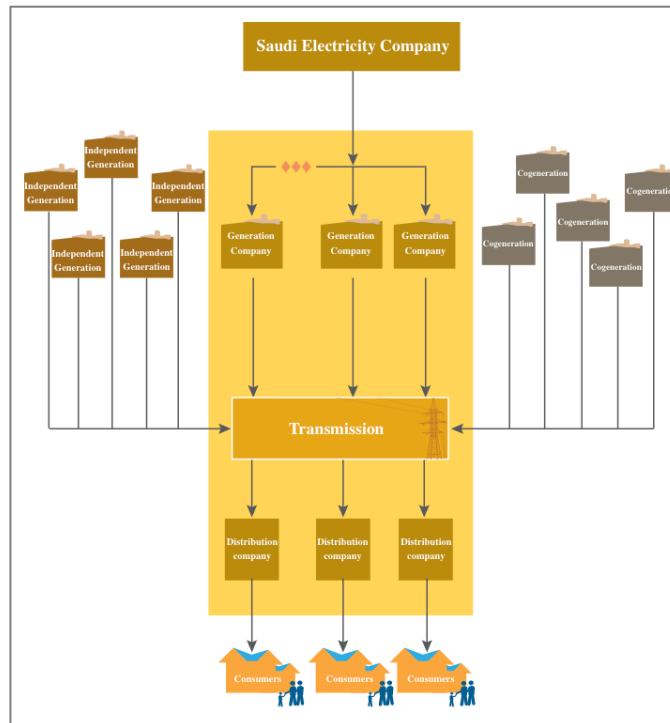 Saudi Electricity Company
Independent
Generation
Independent
Generation
Independent
Generation
Independent
Generation
Independent
Generation
Generation
Company
Generation
Company
Generation
Company
Cogeneration
Cogeneration
Cogeneration
Cogeneration
Cogeneration
Transmission
Distribution
company
Distribution
company
Distribution
company
Consumers
Consumers
Consumers